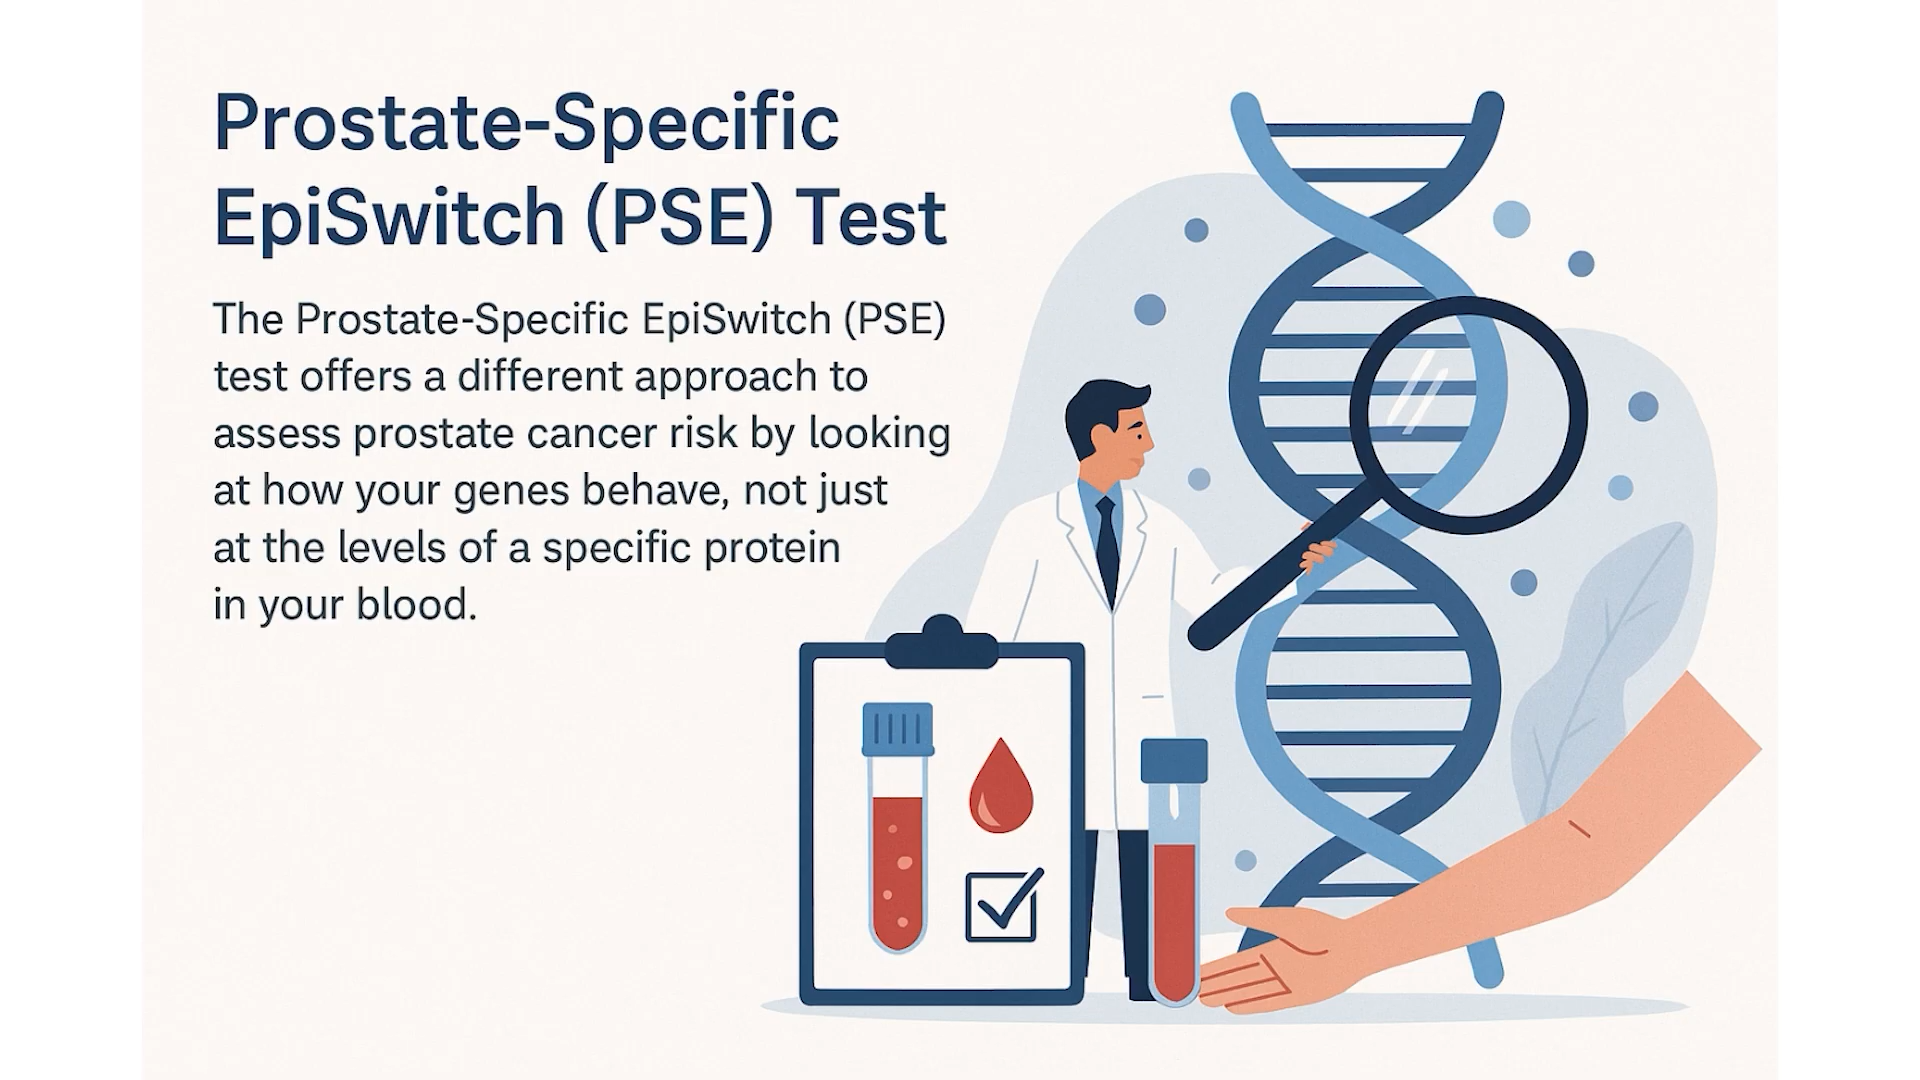 Prostate-Specific
EpiSwitch (PSE) Test
The Prostate-Specific EpiSwitch (PSE)
test offers a different approach to
assess prostate cancer risk by looking
at how your genes behave, not just
at the levels of a specific protein
in your blood.